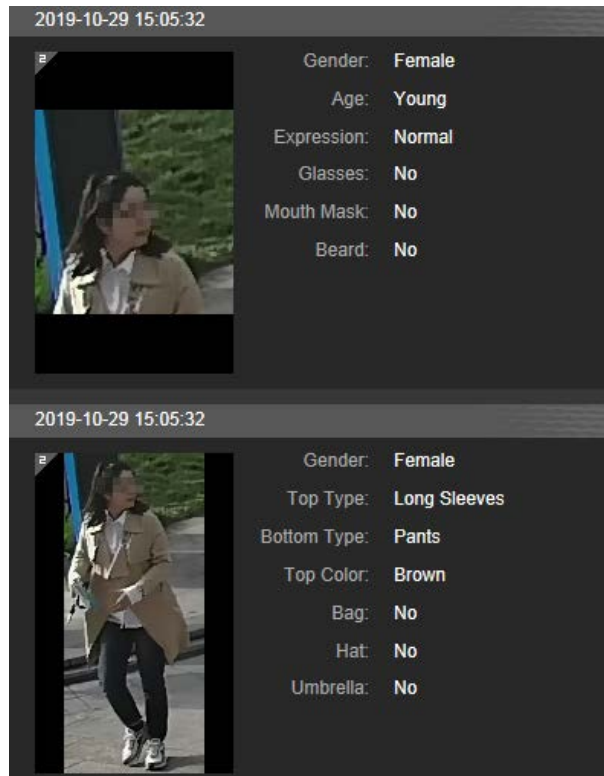 2019-10-29 15:05:32
2
Gender: Female
Age: Young
Expression: Normal
Glasses: No
Mouth Mask: No
Beard: No
2019-10-29 15:05:32
2
Gender: Female
Top Type: Long Sleeves
Bottom Type: Pants
Top Color: Brown
Bag: No
Hat: No
Umbrella: No